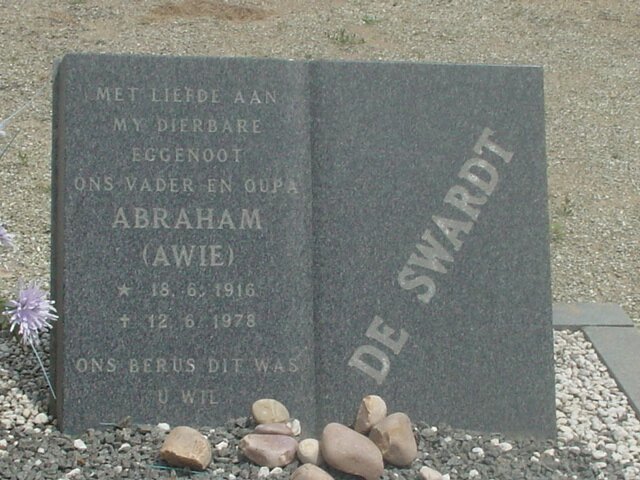 MET LIEFDE AAN
MY DIERBARE
EGGENOOT
ONS VADER EN OUPA
ABRAHAM
(AWIE)
★ 18. 6. 1916
✝ 12. 6. 1978
ONS BERUS DIT WAS
U WIL
DE SWARDT